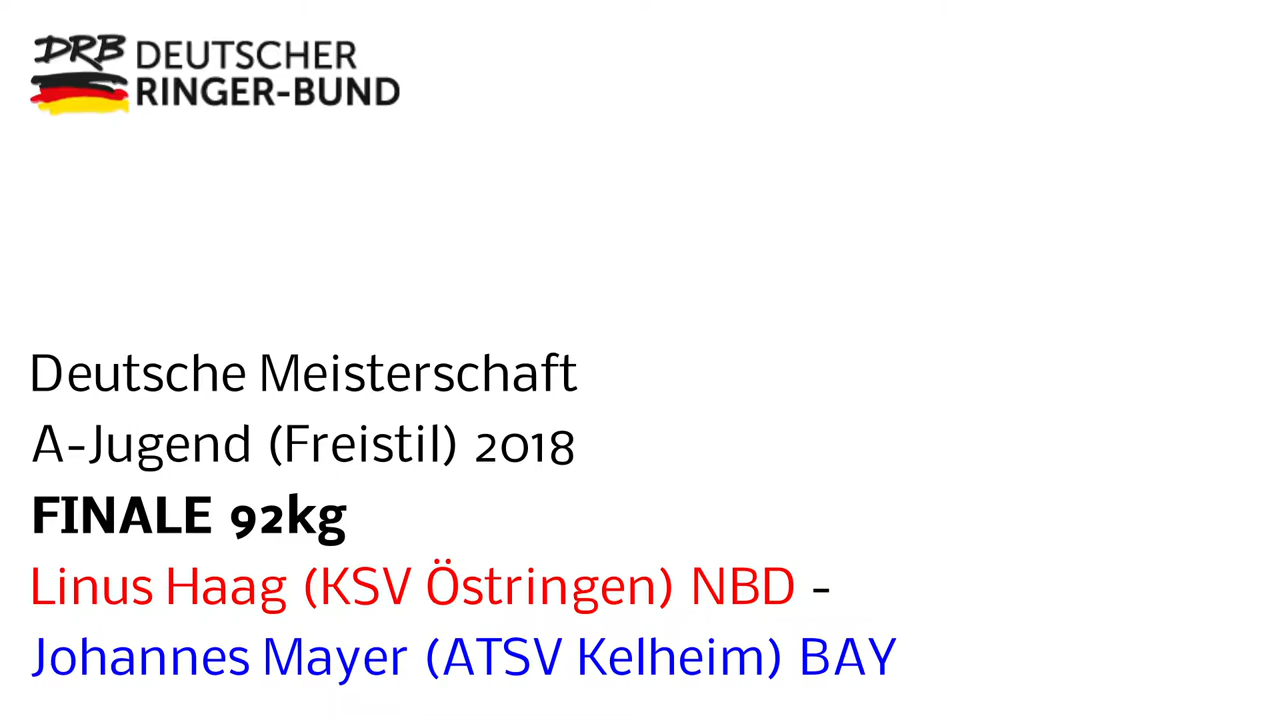 DRB DEUTSCHER
RINGER-BUND
Deutsche Meisterschaft
A-Jugend (Freistil) 2018
FINALE 92kg
Linus Haag (KSV Östringen) NBD -
Johannes Mayer (ATSV Kelheim) BAY